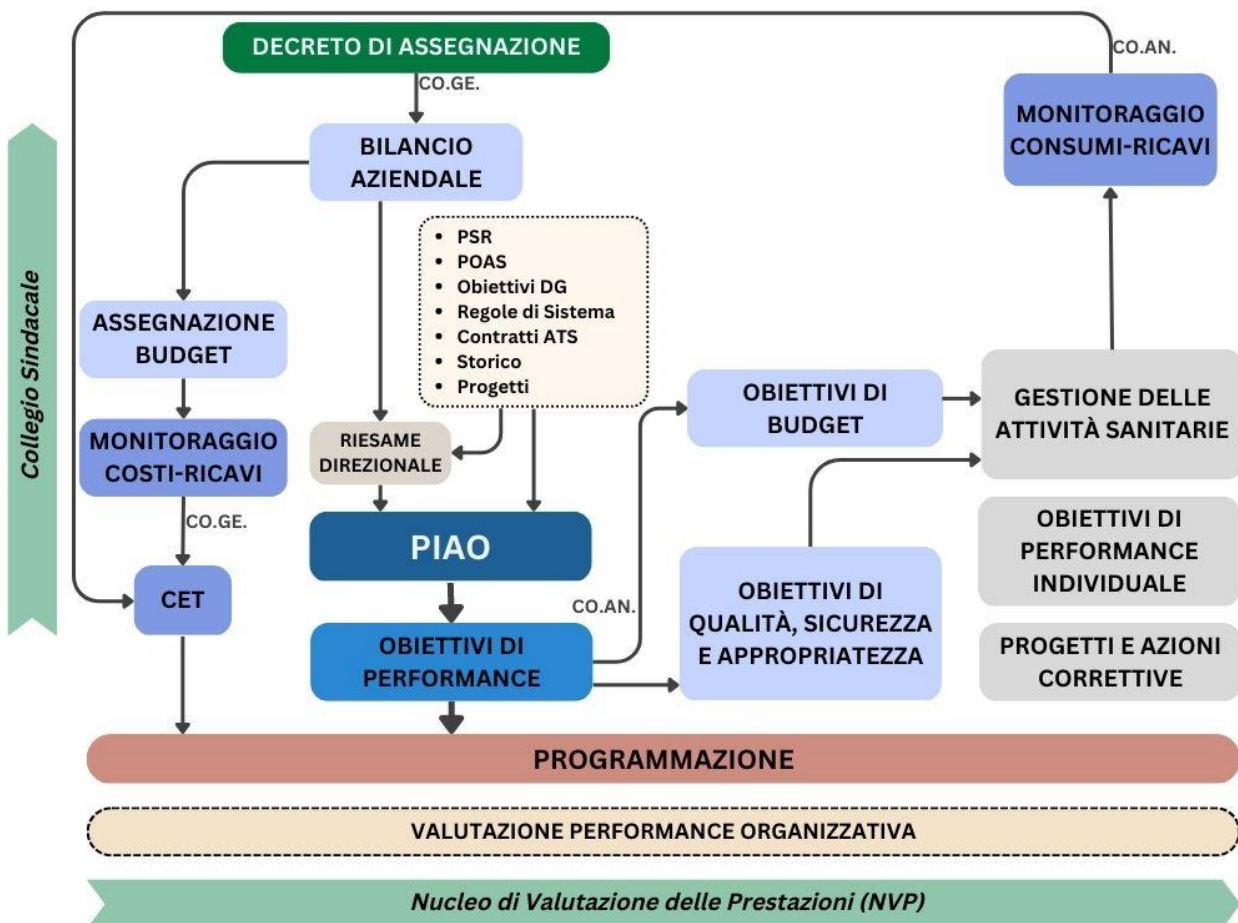 DECRETO DI ASSEGNAZIONE
CO.GE.
CO.AN.
MONITORAGGIO
CONSUMI-RICAVI
BILANCIO
AZIENDALE
• PSR
• POAS
• Obiettivi DG
• Regole di Sistema
• Contratti ATS
• Storico
• Progetti
Collegio Sindacale
ASSEGNAZIONE
BUDGET
MONITORAGGIO
COSTI-RICAVI
CO.GE.
CET
RIESAME
DIREZIONALE
PIAO
OBIETTIVI DI
PERFORMANCE
CO.AN.
OBIETTIVI DI
BUDGET
OBIETTIVI DI
QUALITÀ, SICUREZZA
E APPROPRIATEZZA
GESTIONE DELLE
ATTIVITÀ SANITARIE
OBIETTIVI DI
PERFORMANCE
INDIVIDUALE
PROGETTI E AZIONI
CORRETTIVE
PROGRAMMAZIONE
VALUTAZIONE PERFORMANCE ORGANIZZATIVA
Nucleo di Valutazione delle Prestazioni (NVP)